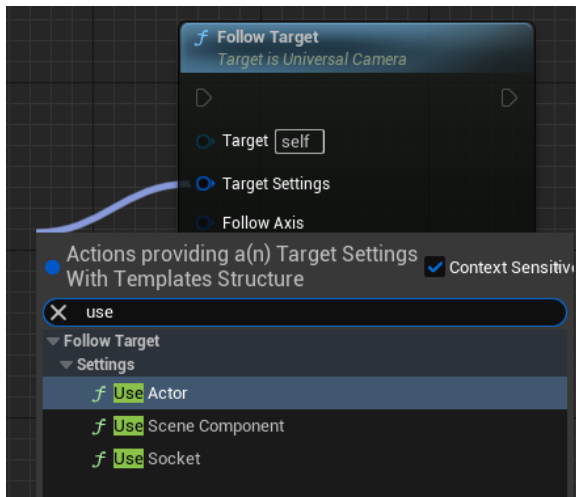 Follow Target
Target is Universal Camera
Target self
Target Settings
Follow Axis
Actions providing a(n) Target Settings
With Templates Structure
Context Sensitive
use
Follow Target
Settings
Use Actor
Use Scene Component
Use Socket